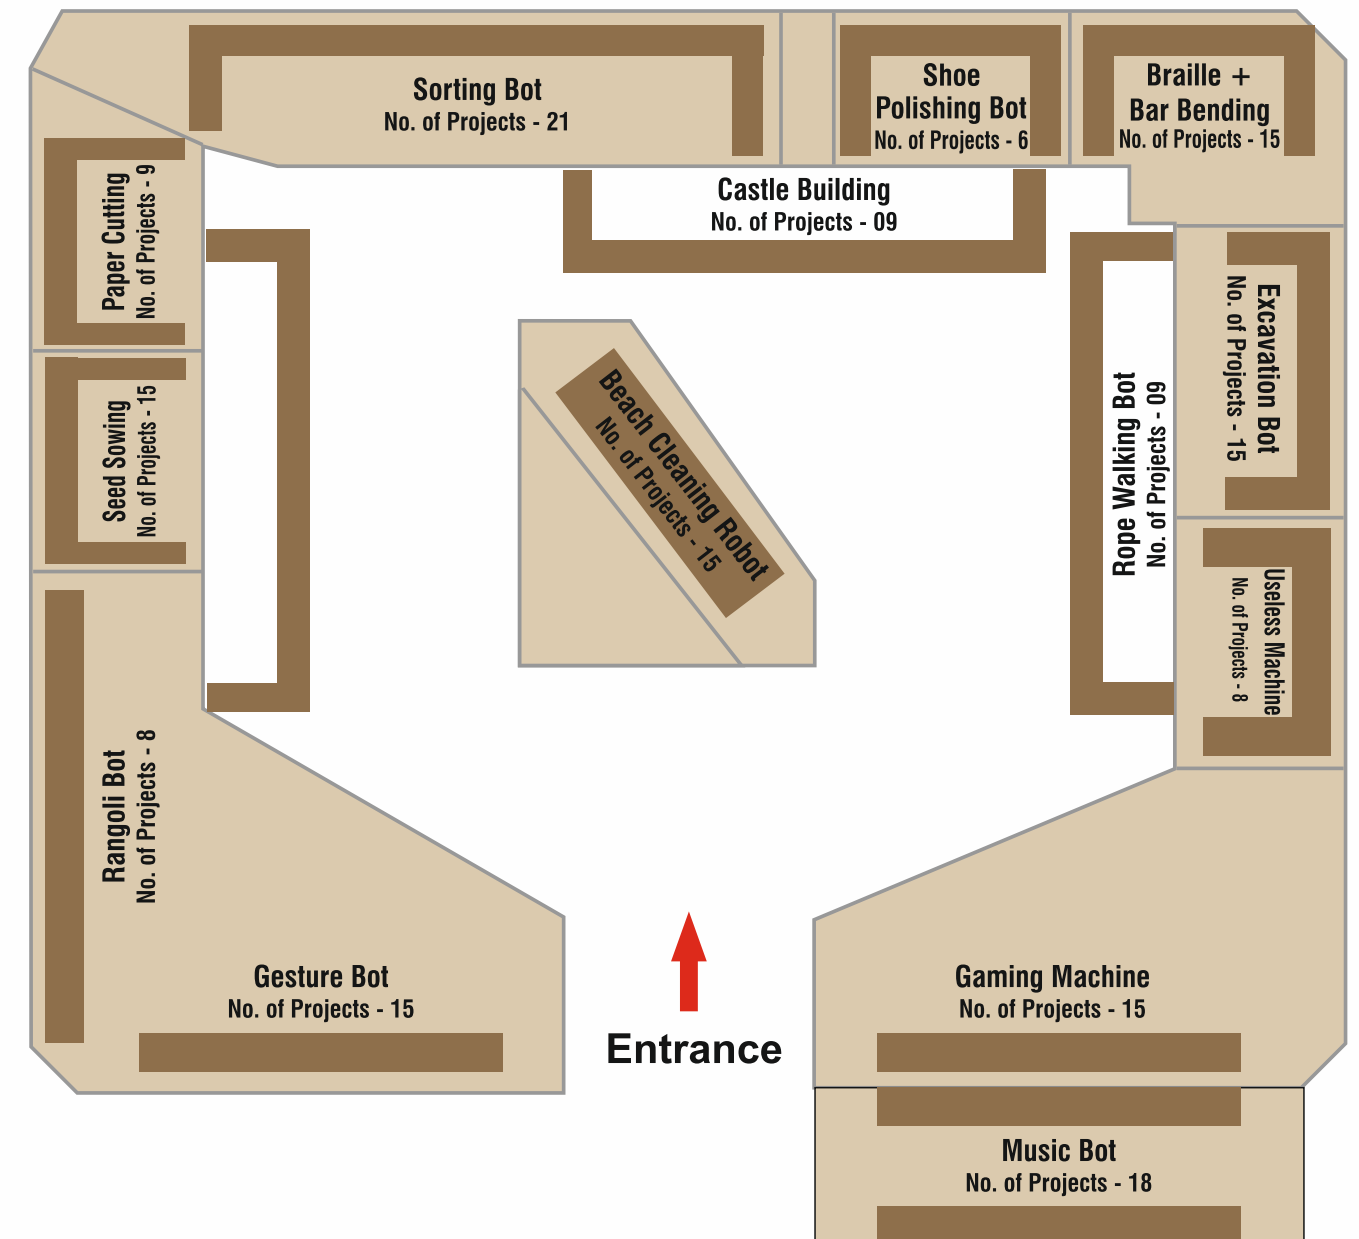 Sorting Bot
No. of Projects - 21
Shoe
Polishing Bot
No. of Projects - 6
Braille +
Bar Bending
No. of Projects - 15
Castle Building
No. of Projects - 09
Paper Cutting
No. of Projects - 9
Seed Sowing
No. of Projects - 15
Beach Cleaning Robot
No. of Projects - 15
Rope Walking Bot
No. of Projects - 09
Excavation Bot
No. of Projects - 15
Useless Machine
No. of Projects - 8
Rangoli Bot
No. of Projects - 8
Gesture Bot
No. of Projects - 15
Entrance
Gaming Machine
No. of Projects - 15
Music Bot
No. of Projects - 18